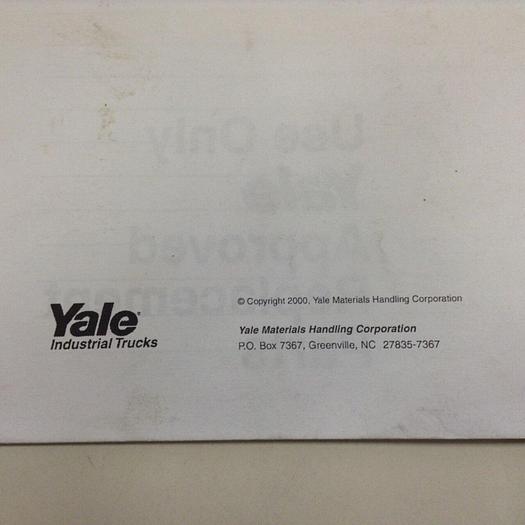 Use Only
Yale
Approved
Replacement
© Copyright 2000, Yale Materials Handling Corporation
Yale
Industrial Trucks
Yale Materials Handling Corporation
P.O. Box 7367, Greenville, NC 27835-7367